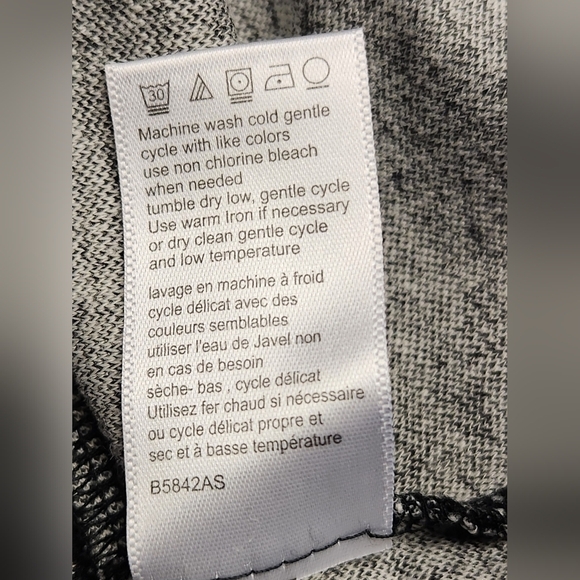 30
Machine wash cold gentle
cycle with like colors
use non chlorine bleach
when needed
tumble dry low, gentle cycle
Use warm Iron if necessary
or dry clean gentle cycle
and low temperature
lavage en machine à froid
cycle délicat avec des
couleurs semblables
utiliser l'eau de Javel non
en cas de besoin
sèche- bas , cycle délicat
Utilisez fer chaud si nécessaire
ou cycle délicat propre et
sec et à basse température
B5842AS